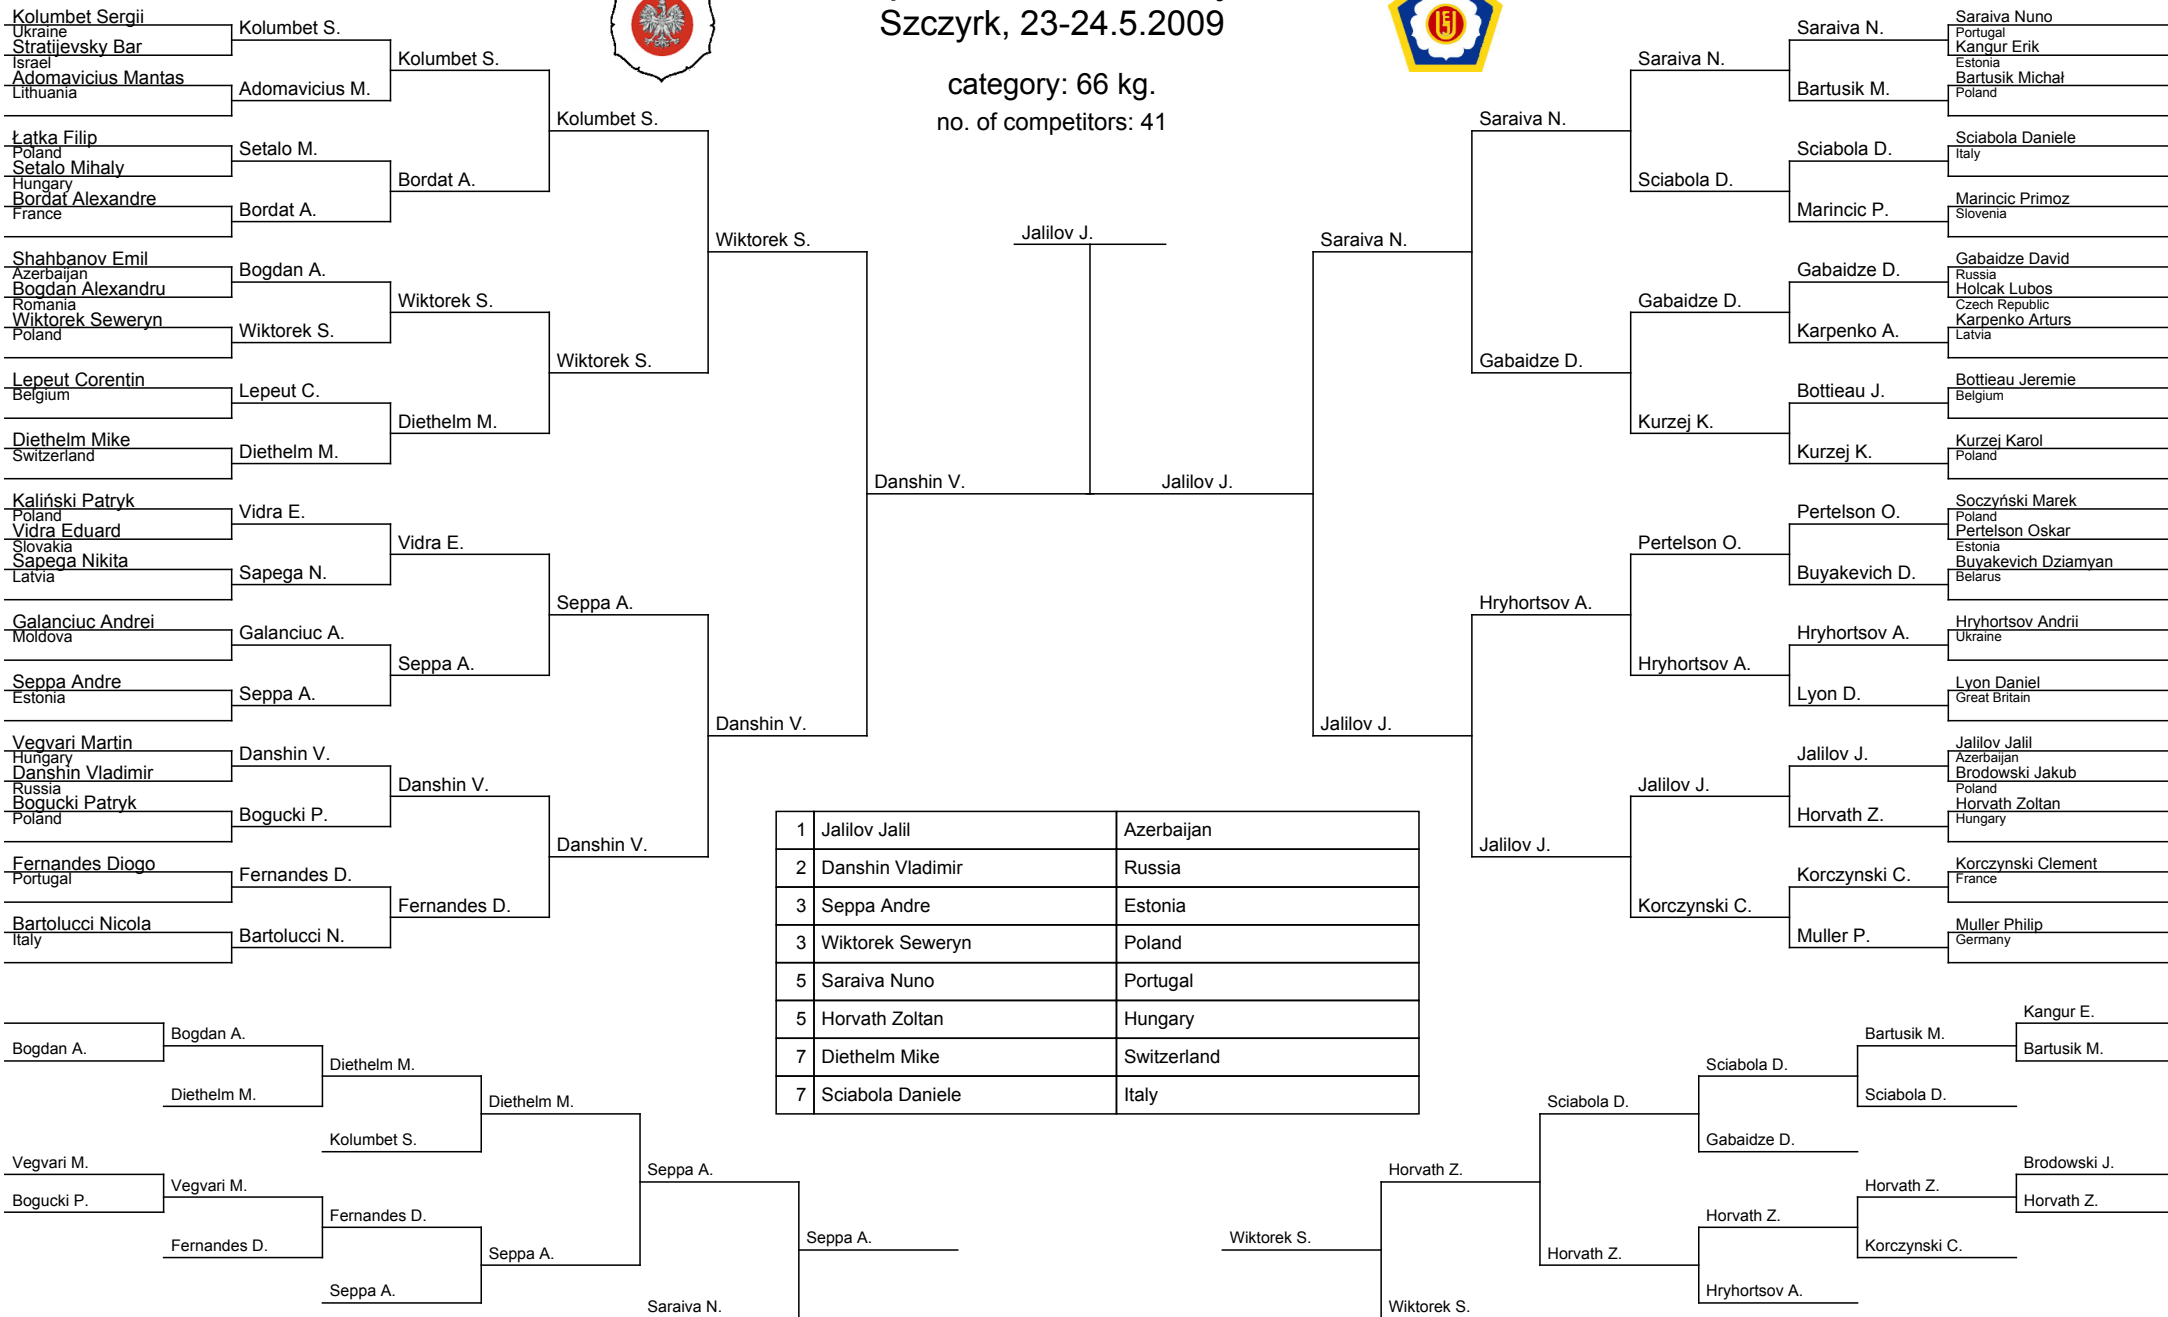 Szczyrk, 23-24.5.2009
category: 66 kg.
no. of competitors: 41
Kolumbet Sergii
Ukraine
Stratijevsky Bar
Israel
Adomavicius Mantas
Lithuania
Łątka Filip
Poland
Setalo Mihaly
Hungary
Bordat Alexandre
France
Shahbanov Emil
Azerbaijan
Bogdan Alexandru
Romania
Wiktorek Seweryn
Poland
Lepeut Corentin
Belgium
Diethelm Mike
Switzerland
Kaliński Patryk
Poland
Vidra Eduard
Slovakia
Sapega Nikita
Latvia
Galanciuc Andrei
Moldova
Seppa Andre
Estonia
Vegvari Martin
Hungary
Danshin Vladimir
Russia
Bogucki Patryk
Poland
Fernandes Diogo
Portugal
Bartolucci Nicola
Italy
Kolumbet S.
Adomavicius M.
Setalo M.
Bordat A.
Bogdan A.
Wiktorek S.
Lepeut C.
Diethelm M.
Vidra E.
Sapega N.
Galanciuc A.
Seppa A.
Danshin V.
Bogucki P.
Fernandes D.
Bartolucci N.
Kolumbet S.
Bordat A.
Wiktorek S.
Diethelm M.
Vidra E.
Seppa A.
Danshin V.
Fernandes D.
Kolumbet S.
Wiktorek S.
Seppa A.
Danshin V.
Wiktorek S.
Danshin V.
Danshin V.
Jalilov J.
Jalilov J.
Saraiva N.
Jalilov J.
Saraiva N.
Gabaidze D.
Hryhortsov A.
Jalilov J.
Saraiva N.
Sciabola D.
Gabaidze D.
Kurzej K.
Pertelson O.
Hryhortsov A.
Jalilov J.
Korczynski C.
Saraiva N.
Bartusik M.
Sciabola D.
Marincic P.
Gabaidze D.
Karpenko A.
Bottieau J.
Kurzej K.
Pertelson O.
Buyakevich D.
Hryhortsov A.
Lyon D.
Jalilov J.
Horvath Z.
Korczynski C.
Muller P.
Saraiva Nuno
Portugal
Kangur Erik
Estonia
Bartusik Michał
Poland
Sciabola Daniele
Italy
Marincic Primoz
Slovenia
Gabaidze David
Russia
Holcak Lubos
Czech Republic
Karpenko Arturs
Latvia
Bottieau Jeremie
Belgium
Kurzej Karol
Poland
Soczyński Marek
Poland
Pertelson Oskar
Estonia
Buyakevich Dziamyan
Belarus
Hryhortsov Andrii
Ukraine
Lyon Daniel
Great Britain
Jalilov Jalil
Azerbaijan
Brodowski Jakub
Poland
Horvath Zoltan
Hungary
Korczynski Clement
France
Muller Philip
Germany
1 Jalilov Jalil Azerbaijan
2 Danshin Vladimir Russia
3 Seppa Andre Estonia
3 Wiktorek Seweryn Poland
5 Saraiva Nuno Portugal
5 Horvath Zoltan Hungary
7 Diethelm Mike Switzerland
7 Sciabola Daniele Italy
Bogdan A.
Vegvari M.
Bogucki P.
Bogdan A.
Diethelm M.
Vegvari M.
Fernandes D.
Diethelm M.
Kolumbet S.
Fernandes D.
Seppa A.
Diethelm M.
Seppa A.
Seppa A.
Saraiva N.
Seppa A.
Wiktorek S.
Horvath Z.
Wiktorek S.
Sciabola D.
Horvath Z.
Sciabola D.
Gabaidze D.
Horvath Z.
Hryhortsov A.
Bartusik M.
Sciabola D.
Horvath Z.
Korczynski C.
Kangur E.
Bartusik M.
Brodowski J.
Horvath Z.